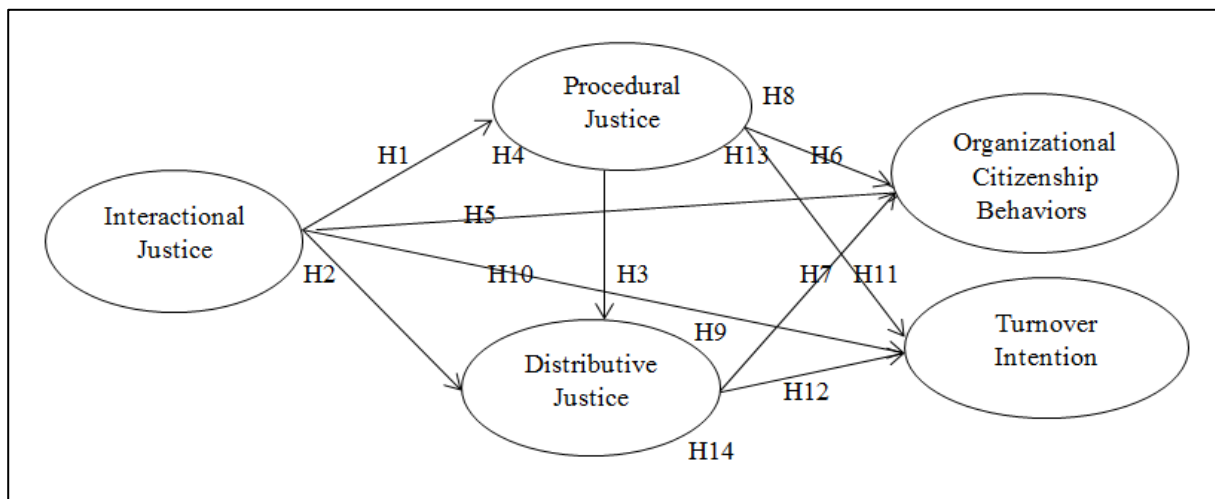 Procedural
Justice
H8
H1
H4
H13
H6
Organizational
Citizenship
Behaviors
Interactional
Justice
H5
H2
H10
H3
H7
H11
H9
Turnover
Intention
Distributive
Justice
H12
H14